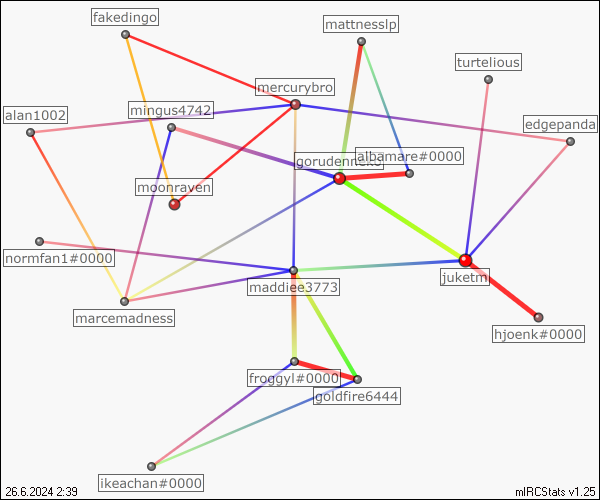 fakedingo
mattnesslp
turtelious
mercurybro
alan1002
mingus4742
edgepanda
albamare#0000
moonraven
normfan1#0000
juketm
maddiee3773
marcemadness
hjoenk#0000
froggyl#0000
goldfire6444
ikeachan#0000
26.6.2024 2:39
mIRCStats v1.25